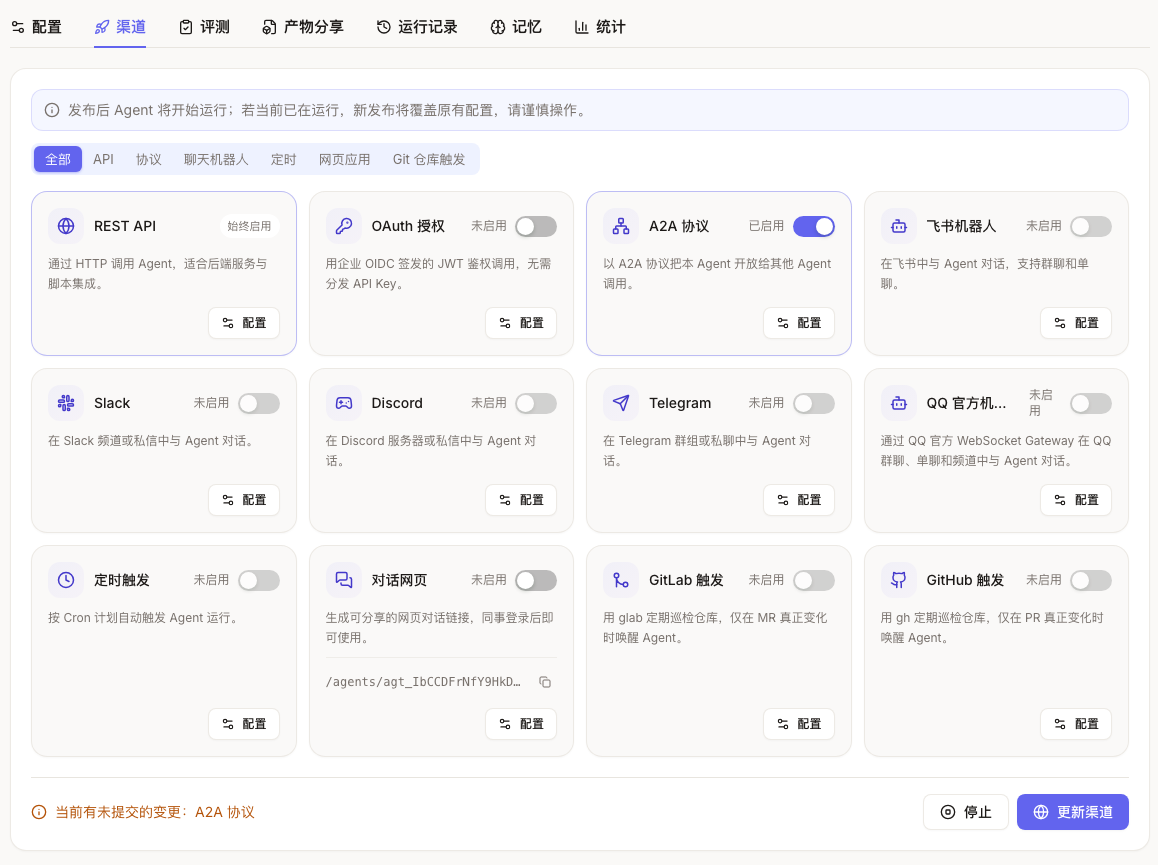 配置 渠道 评测 产物分享 运行记录 记忆 统计
发布后 Agent 将开始运行；若当前已在运行，新发布将覆盖原有配置，请谨慎操作。
全部 API 协议 聊天机器人 定时 网页应用 Git 仓库触发
REST API 始终启用
通过 HTTP 调用 Agent，适合后端服务与
脚本集成。
配置
OAuth 授权 未启用
用企业 OIDC 签发的 JWT 鉴权调用，无需
分发 API Key。
配置
A2A 协议 已启用
以 A2A 协议把本 Agent 开放给其他 Agent
调用。
配置
飞书机器人 未启用
在飞书中与 Agent 对话，支持群聊和单
聊。
配置
Slack 未启用
在 Slack 频道或私信中与 Agent 对话。
配置
Discord 未启用
在 Discord 服务器或私信中与 Agent 对
话。
配置
Telegram 未启用
在 Telegram 群组或私聊中与 Agent 对
话。
配置
QQ 官方机... 未启
用
通过 QQ 官方 WebSocket Gateway 在 QQ
群聊、单聊和频道中与 Agent 对话。
配置
定时触发 未启用
按 Cron 计划自动触发 Agent 运行。
配置
对话网页 未启用
生成可分享的网页对话链接，同事登录后即
可使用。
/agents/agt_IbCCDFrNfY9HkD…
配置
GitLab 触发 未启用
用 glab 定期巡检仓库，仅在 MR 真正变化
时唤醒 Agent。
配置
GitHub 触发 未启用
用 gh 定期巡检仓库，仅在 PR 真正变化时
唤醒 Agent。
配置
当前有未提交的变更：A2A 协议
停止 更新渠道